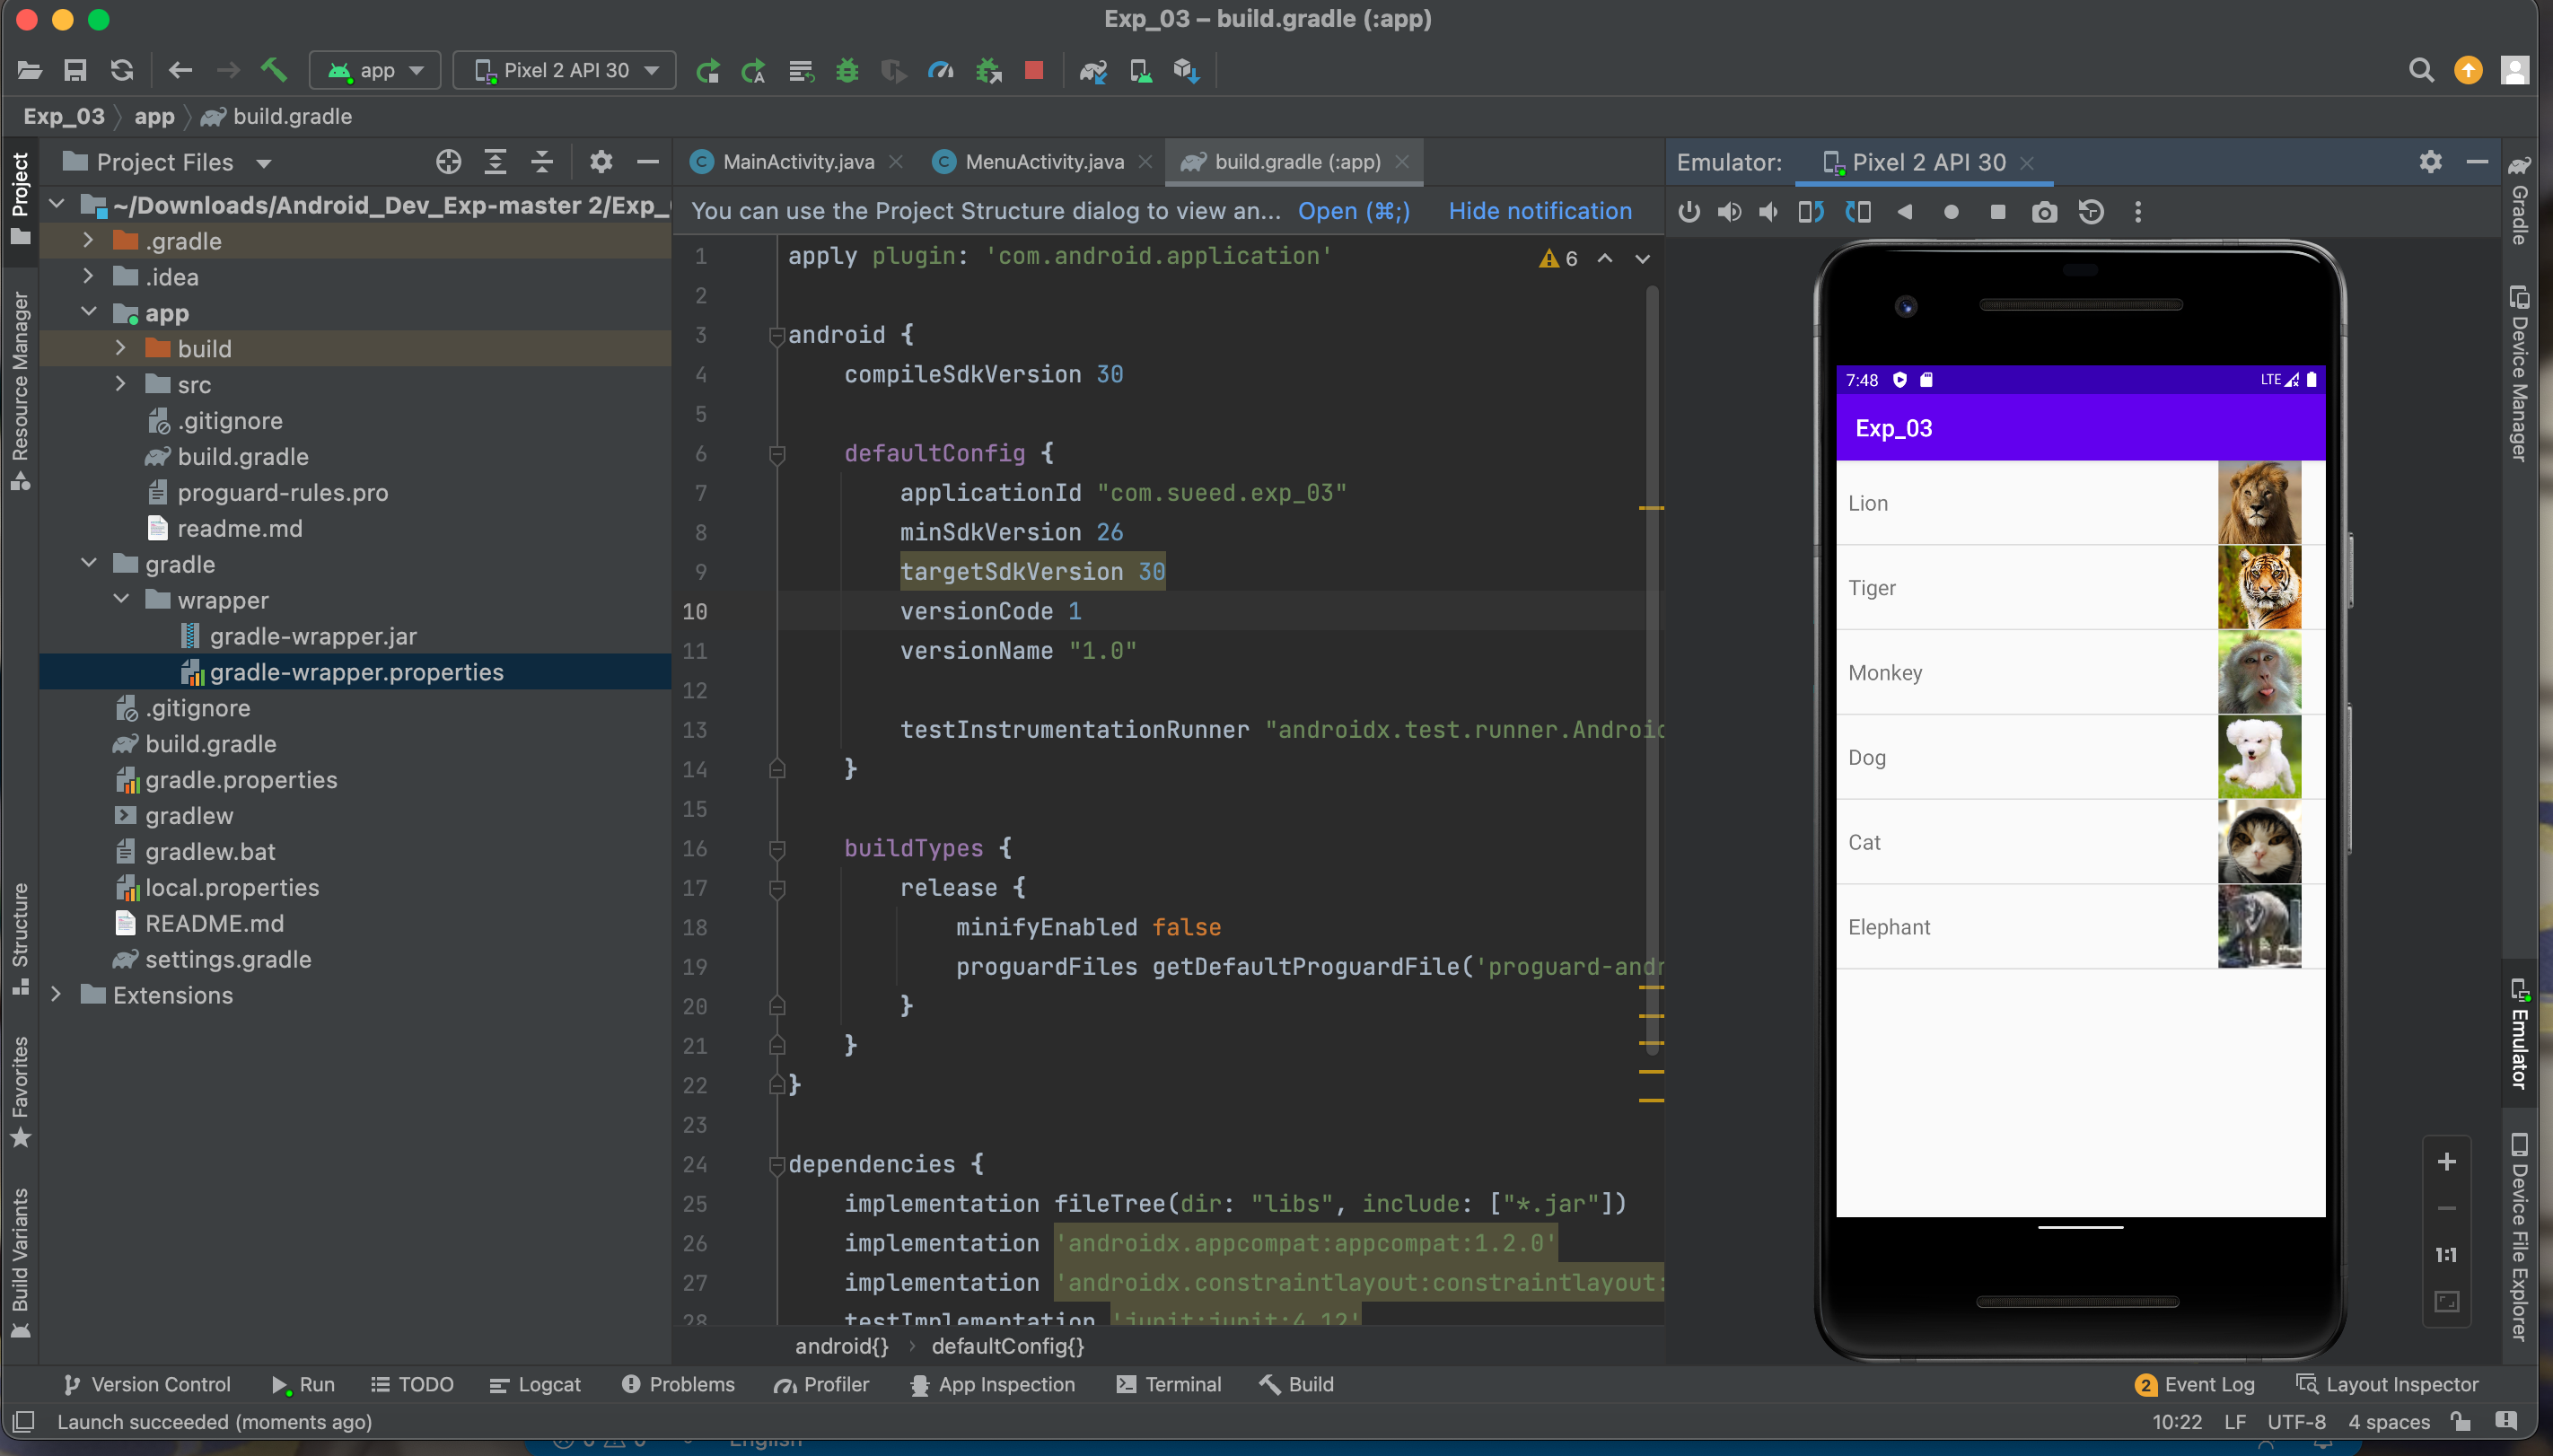 Exp_03 – build.gradle (:app)
app
Pixel 2 API 30
Exp_03 app build.gradle
Project
Resource Manager
Structure
Favorites
Build Variants
Project Files
~/Downloads/Android_Dev_Exp-master 2/Exp_
.gradle
.idea
app
build
src
.gitignore
build.gradle
proguard-rules.pro
readme.md
gradle
wrapper
gradle-wrapper.jar
gradle-wrapper.properties
.gitignore
build.gradle
gradle.properties
gradlew
gradlew.bat
local.properties
README.md
settings.gradle
Extensions
MainActivity.java MenuActivity.java build.gradle (:app)
You can use the Project Structure dialog to view an... Open (⌘;) Hide notification
6
1 apply plugin: 'com.android.application'
2
3 android {
4 compileSdkVersion 30
5
6 defaultConfig {
7 applicationId "com.sueed.exp_03"
8 minSdkVersion 26
9 targetSdkVersion 30
10 versionCode 1
11 versionName "1.0"
12
13 testInstrumentationRunner "androidx.test.runner.Android
14 }
15
16 buildTypes {
17 release {
18 minifyEnabled false
19 proguardFiles getDefaultProguardFile('proguard-andr
20 }
21 }
22 }
23
24 dependencies {
25 implementation fileTree(dir: "libs", include: ["*.jar"])
26 implementation 'androidx.appcompat:appcompat:1.2.0'
27 implementation 'androidx.constraintlayout:constraintlayout:
28 testImplementation 'junit:junit:4.12'
android{} › defaultConfig{}
Emulator: Pixel 2 API 30
7:48 LTE
Exp_03
Lion
Tiger
Monkey
Dog
Cat
Elephant
1:1
Gradle
Device Manager
Emulator
Device File Explorer
Version Control Run TODO Logcat Problems Profiler App Inspection Terminal Build 2 Event Log Layout Inspector
Launch succeeded (moments ago) 10:22 LF UTF-8 4 spaces
English